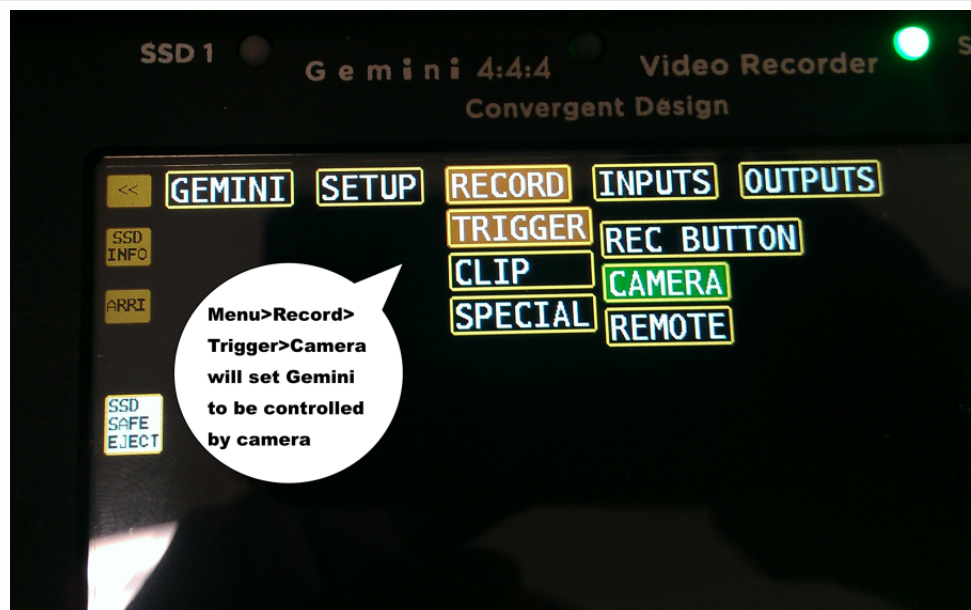 SSD 1
Gemini 4:4:4 Video Recorder
Convergent Design
<< GEMINI SETUP RECORD INPUTS OUTPUTS
SSD
INFO
TRIGGER REC BUTTON
CLIP CAMERA
ARRI
SPECIAL REMOTE
Menu>Record>
Trigger>Camera
will set Gemini
to be controlled
by camera
SSD
SAFE
EJECT